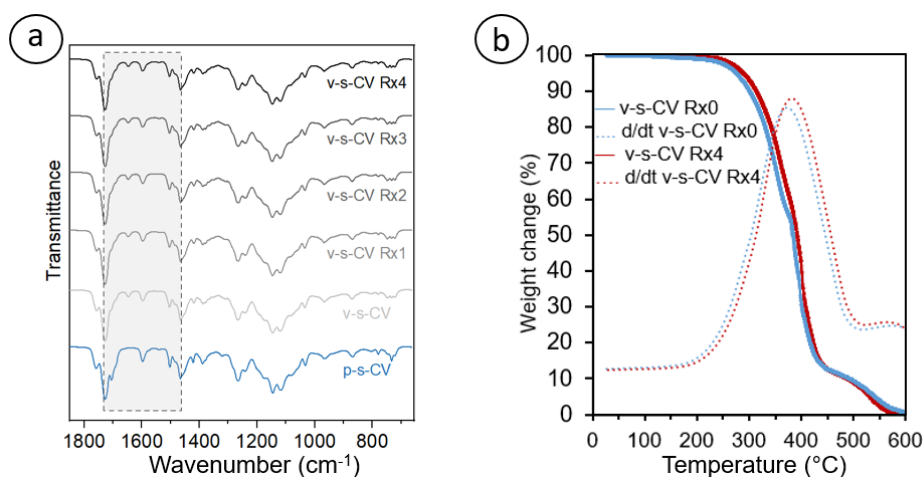 a
v-s-CV Rx4
v-s-CV Rx3
v-s-CV Rx2
v-s-CV Rx1
v-s-CV
p-s-CV
Transmittance
1800 1600 1400 1200 1000 800
Wavenumber (cm⁻¹)
b
100
90
80
70
60
50
40
30
20
10
0
Weight change (%)
v-s-CV Rx0
d/dt v-s-CV Rx0
v-s-CV Rx4
d/dt v-s-CV Rx4
0 100 200 300 400 500 600
Temperature (°C)